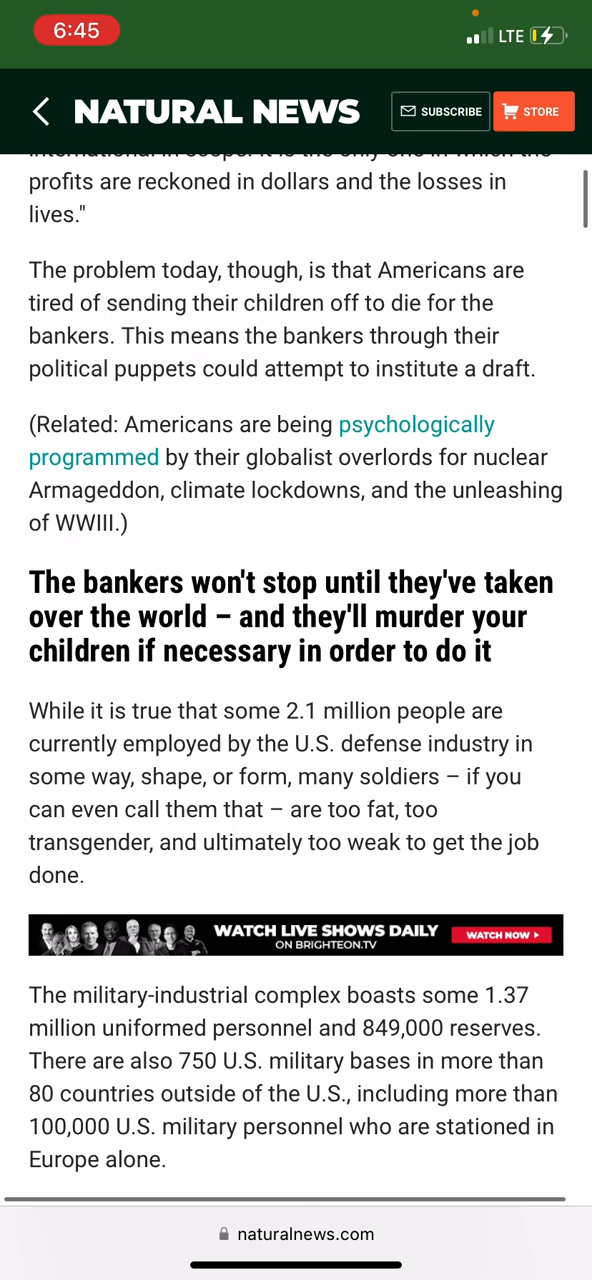 6:45
LTE
NATURAL NEWS
SUBSCRIBE
STORE
profits are reckoned in dollars and the losses in
lives."
The problem today, though, is that Americans are
tired of sending their children off to die for the
bankers. This means the bankers through their
political puppets could attempt to institute a draft.
(Related: Americans are being psychologically
programmed by their globalist overlords for nuclear
Armageddon, climate lockdowns, and the unleashing
of WWIII.)
The bankers won't stop until they've taken
over the world – and they'll murder your
children if necessary in order to do it
While it is true that some 2.1 million people are
currently employed by the U.S. defense industry in
some way, shape, or form, many soldiers – if you
can even call them that – are too fat, too
transgender, and ultimately too weak to get the job
done.
WATCH LIVE SHOWS DAILY
ON BRIGHTEON.TV
WATCH NOW
The military-industrial complex boasts some 1.37
million uniformed personnel and 849,000 reserves.
There are also 750 U.S. military bases in more than
80 countries outside of the U.S., including more than
100,000 U.S. military personnel who are stationed in
Europe alone.
naturalnews.com